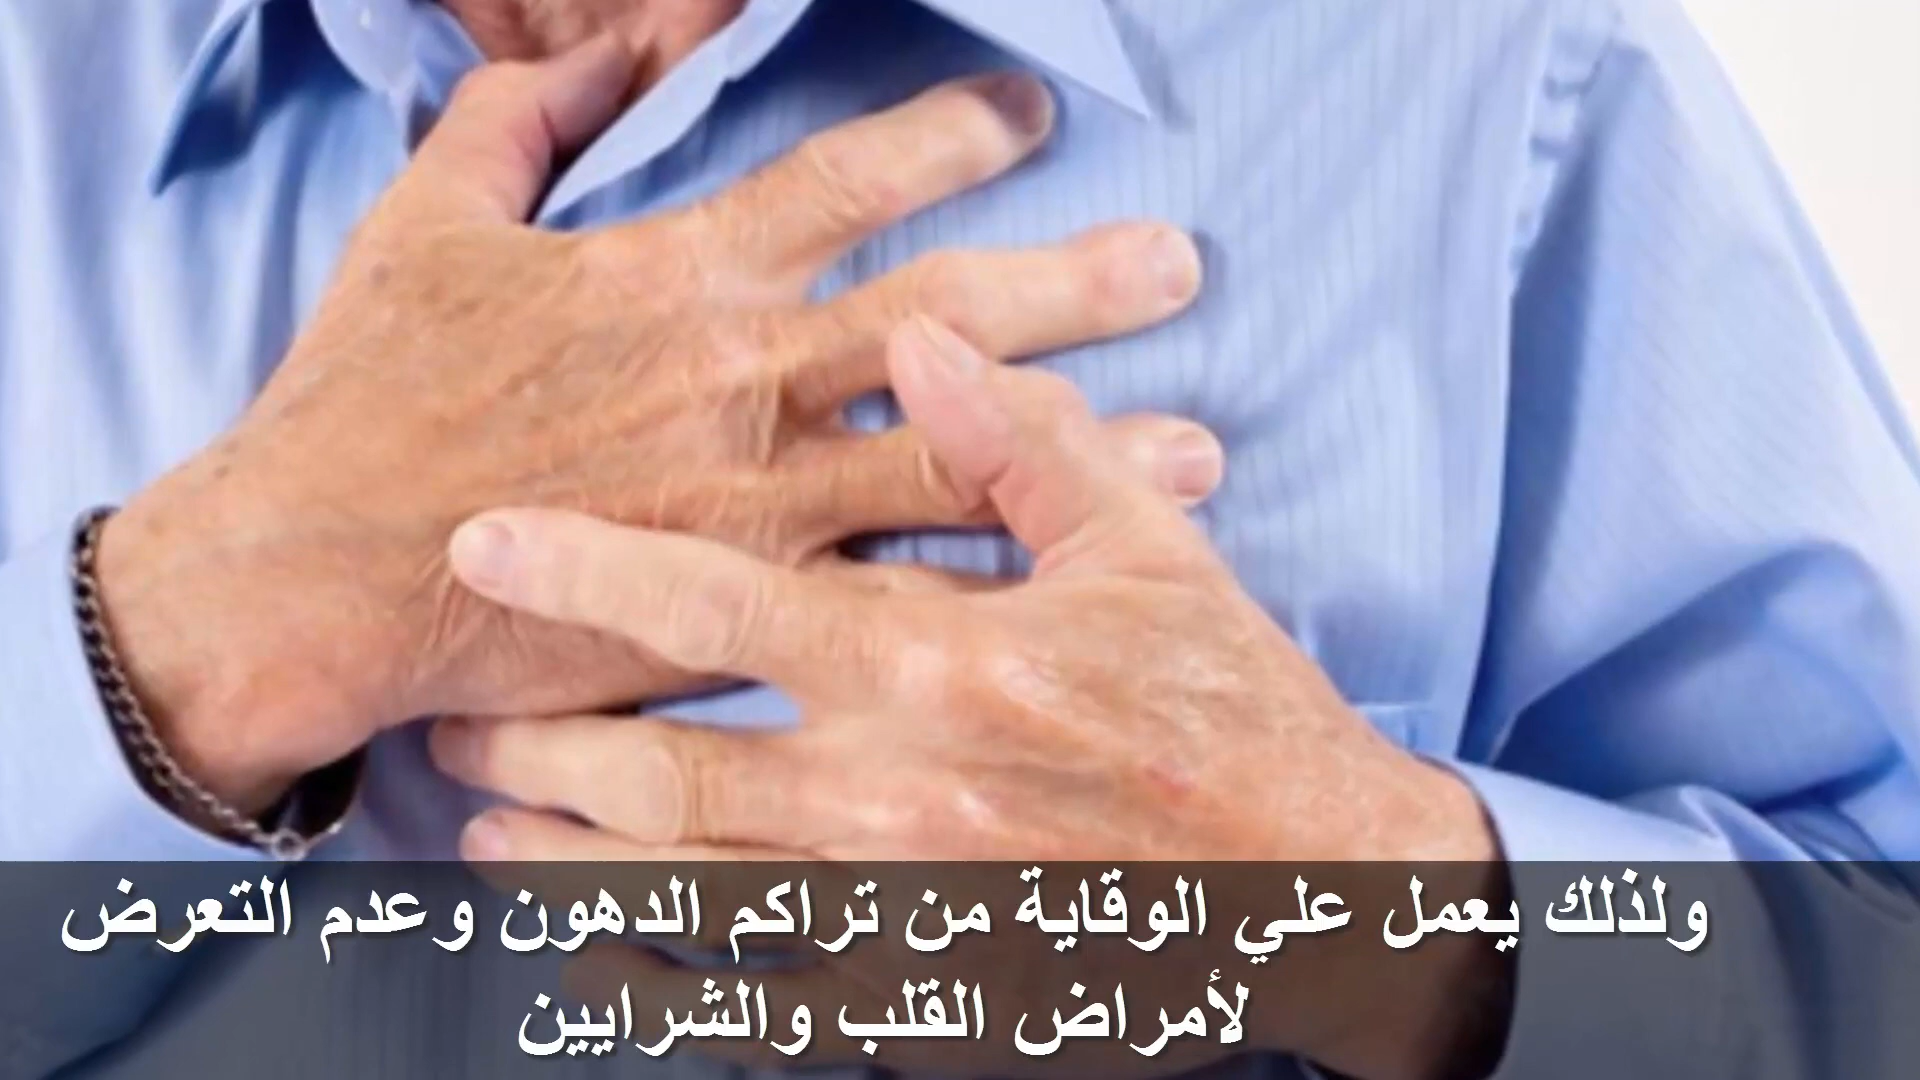 ولذلك يعمل علي الوقاية من تراكم الدهون وعدم التعرض
لأمراض القلب والشرايين